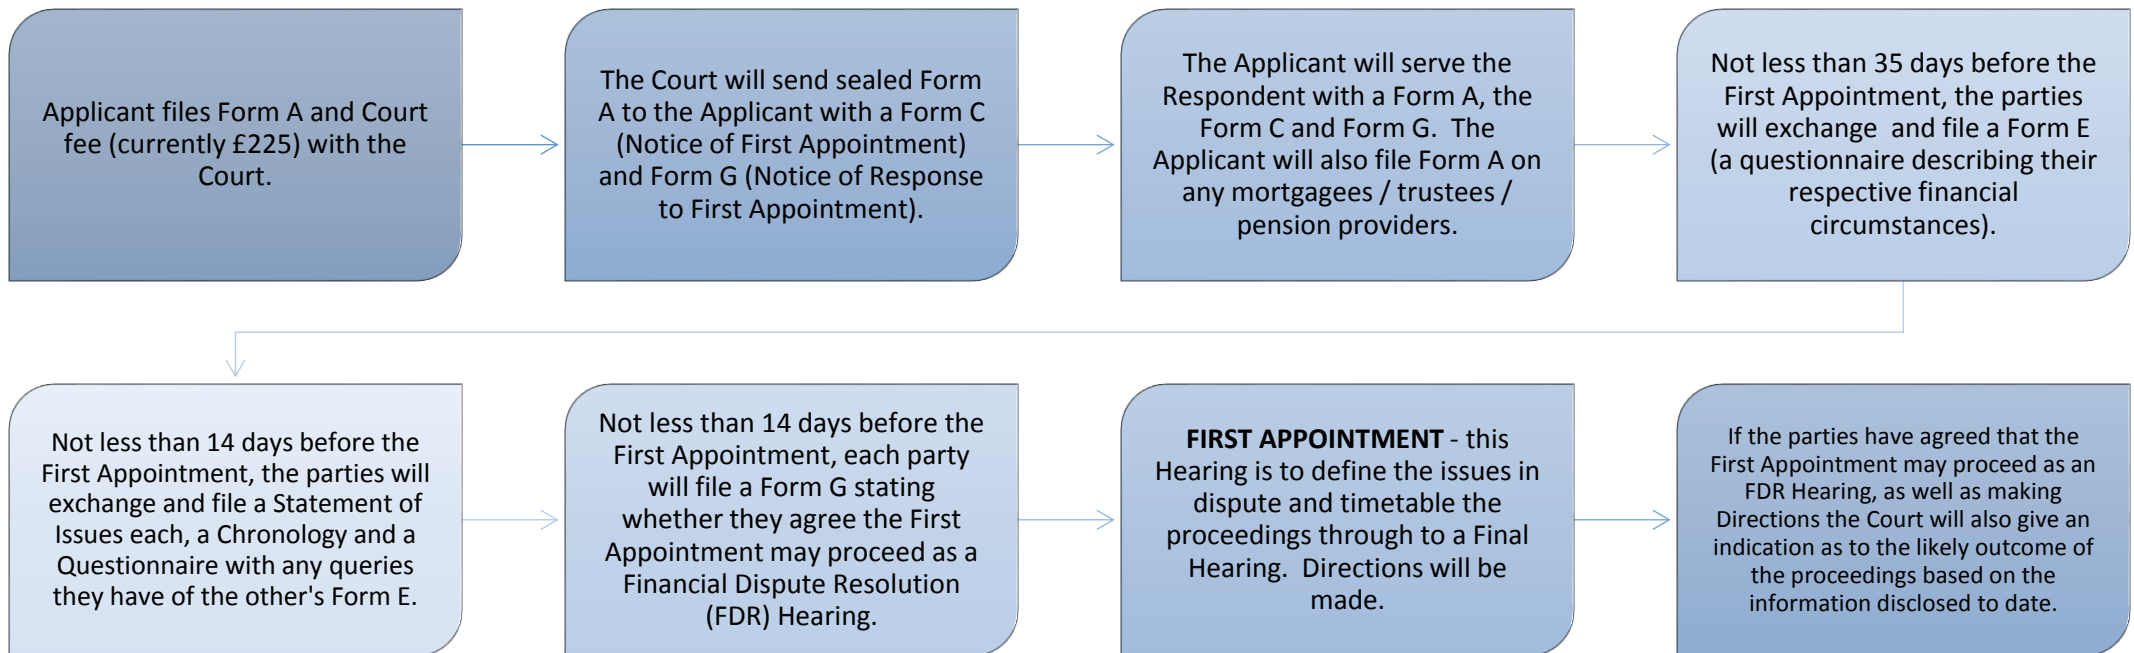 Applicant files Form A and Court
fee (currently £225) with the
Court.
The Court will send sealed Form
A to the Applicant with a Form C
(Notice of First Appointment)
and Form G (Notice of Response
to First Appointment).
The Applicant will serve the
Respondent with a Form A, the
Form C and Form G.  The
Applicant will also file Form A on
any mortgagees / trustees /
pension providers.
Not less than 35 days before the
First Appointment, the parties
will exchange  and file a Form E
(a questionnaire describing their
respective financial
circumstances).
Not less than 14 days before the
First Appointment, the parties will
exchange and file a Statement of
Issues each, a Chronology and a
Questionnaire with any queries
they have of the other's Form E.
Not less than 14 days before the
First Appointment, each party
will file a Form G stating
whether they agree the First
Appointment may proceed as a
Financial Dispute Resolution
(FDR) Hearing.
FIRST APPOINTMENT - this
Hearing is to define the issues in
dispute and timetable the
proceedings through to a Final
Hearing.  Directions will be
made.
If the parties have agreed that the
First Appointment may proceed as an
FDR Hearing, as well as making
Directions the Court will also give an
indication as to the likely outcome of
the proceedings based on the
information disclosed to date.